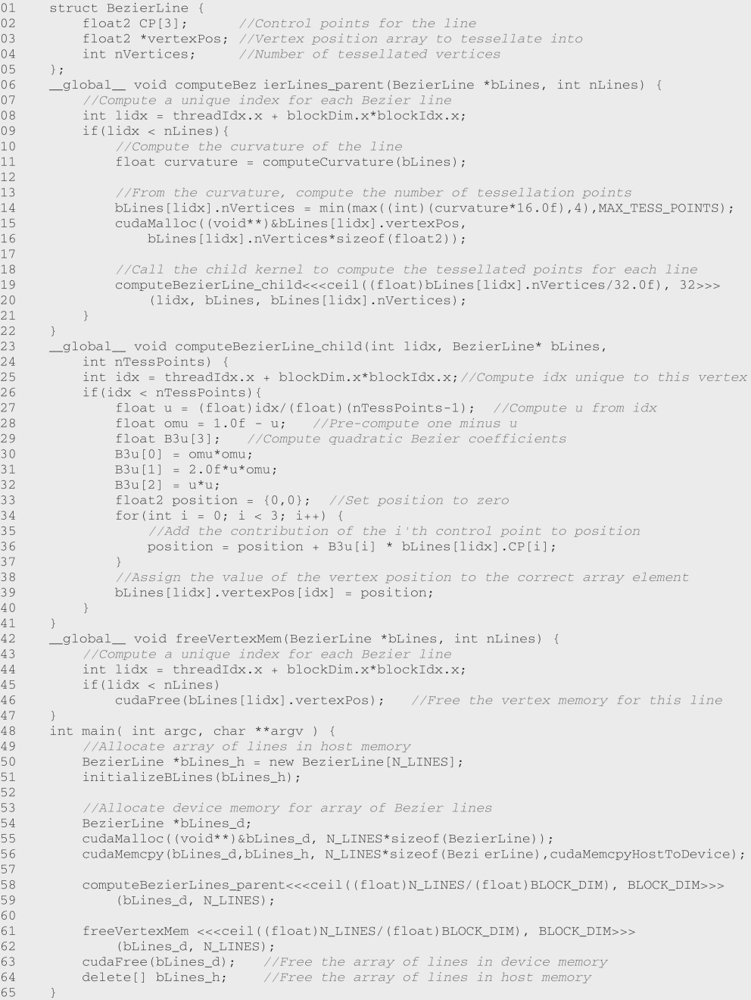 01 struct BezierLine {
02 float2 CP[3]; //Control points for the line
03 float2 *vertexPos; //Vertex position array to tessellate into
04 int nVertices; //Number of tessellated vertices
05 };
06 __global__ void computeBez ierLines_parent(BezierLine *bLines, int nLines) {
07 //Compute a unique index for each Bezier line
08 int lidx = threadIdx.x + blockDim.x*blockIdx.x;
09 if(lidx < nLines){
10 //Compute the curvature of the line
11 float curvature = computeCurvature(bLines);
12
13 //From the curvature, compute the number of tessellation points
14 bLines[lidx].nVertices = min(max((int)(curvature*16.0f),4),MAX_TESS_POINTS);
15 cudaMalloc((void**)&bLines[lidx].vertexPos,
16 bLines[lidx].nVertices*sizeof(float2));
17
18 //Call the child kernel to compute the tessellated points for each line
19 computeBezierLine_child<<<ceil((float)bLines[lidx].nVertices/32.0f), 32>>>
20 (lidx, bLines, bLines[lidx].nVertices);
21 }
22 }
23 __global__ void computeBezierLine_child(int lidx, BezierLine* bLines,
24 int nTessPoints) {
25 int idx = threadIdx.x + blockDim.x*blockIdx.x;//Compute idx unique to this vertex
26 if(idx < nTessPoints){
27 float u = (float)idx/(float)(nTessPoints-1); //Compute u from idx
28 float omu = 1.0f - u; //Pre-compute one minus u
29 float B3u[3]; //Compute quadratic Bezier coefficients
30 B3u[0] = omu*omu;
31 B3u[1] = 2.0f*u*omu;
32 B3u[2] = u*u;
33 float2 position = {0,0}; //Set position to zero
34 for(int i = 0; i < 3; i++) {
35 //Add the contribution of the i'th control point to position
36 position = position + B3u[i] * bLines[lidx].CP[i];
37 }
38 //Assign the value of the vertex position to the correct array element
39 bLines[lidx].vertexPos[idx] = position;
40 }
41 }
42 __global__ void freeVertexMem(BezierLine *bLines, int nLines) {
43 //Compute a unique index for each Bezier line
44 int lidx = threadIdx.x + blockDim.x*blockIdx.x;
45 if(lidx < nLines)
46 cudaFree(bLines[lidx].vertexPos); //Free the vertex memory for this line
47 }
48 int main( int argc, char **argv ) {
49 //Allocate array of lines in host memory
50 BezierLine *bLines_h = new BezierLine[N_LINES];
51 initializeBLines(bLines_h);
52
53 //Allocate device memory for array of Bezier lines
54 BezierLine *bLines_d;
55 cudaMalloc((void**)&bLines_d, N_LINES*sizeof(BezierLine));
56 cudaMemcpy(bLines_d,bLines_h, N_LINES*sizeof(Bezi erLine),cudaMemcpyHostToDevice);
57
58 computeBezierLines_parent<<<ceil((float)N_LINES/(float)BLOCK_DIM), BLOCK_DIM>>>
59 (bLines_d, N_LINES);
60
61 freeVertexMem <<<ceil((float)N_LINES/(float)BLOCK_DIM), BLOCK_DIM>>>
62 (bLines_d, N_LINES);
63 cudaFree(bLines_d); //Free the array of lines in device memory
64 delete[] bLines_h; //Free the array of lines in host memory
65 }